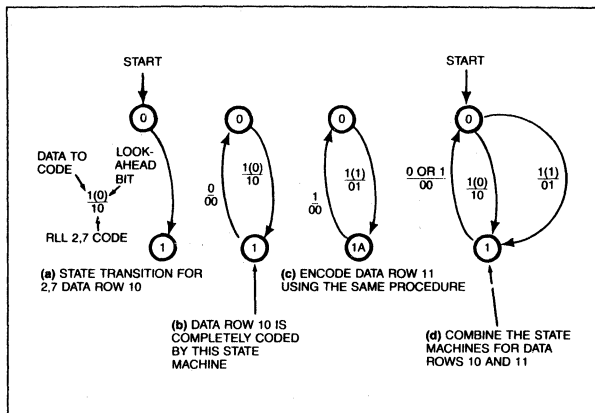 START
START
0
0
0
0
DATA TO
CODE
LOOK-
AHEAD
BIT
1(0)
10
RLL 2,7 CODE
0
00
1(0)
10
1
00
1(1)
01
0 OR 1
00
1(0)
10
1(1)
01
1
1
1A
1
(a) STATE TRANSITION FOR
2,7 DATA ROW 10
(c) ENCODE DATA ROW 11
USING THE SAME PROCEDURE
(b) DATA ROW 10 IS
COMPLETELY CODED
BY THIS STATE
MACHINE
(d) COMBINE THE STATE
MACHINES FOR DATA
ROWS 10 AND 11